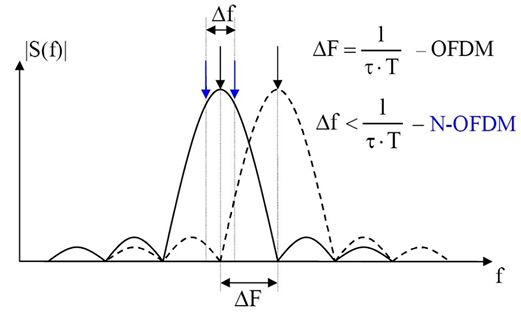 Δf
|S(f)|
ΔF = 1 / τ · T – OFDM
Δf < 1 / τ · T – N-OFDM
f
ΔF